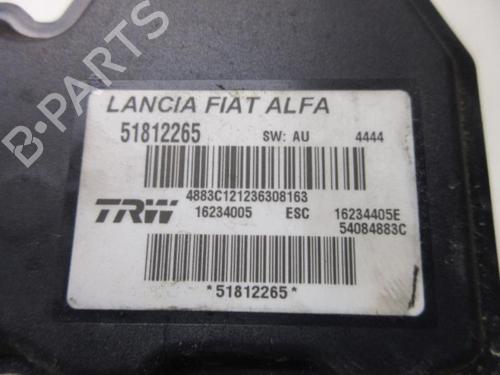 LANCIA FIAT ALFA
51812265 SW: AU 4444
4883C121236308163
TRW 16234005 ESC 16234405E
54084883C
*51812265*
B-PARTS